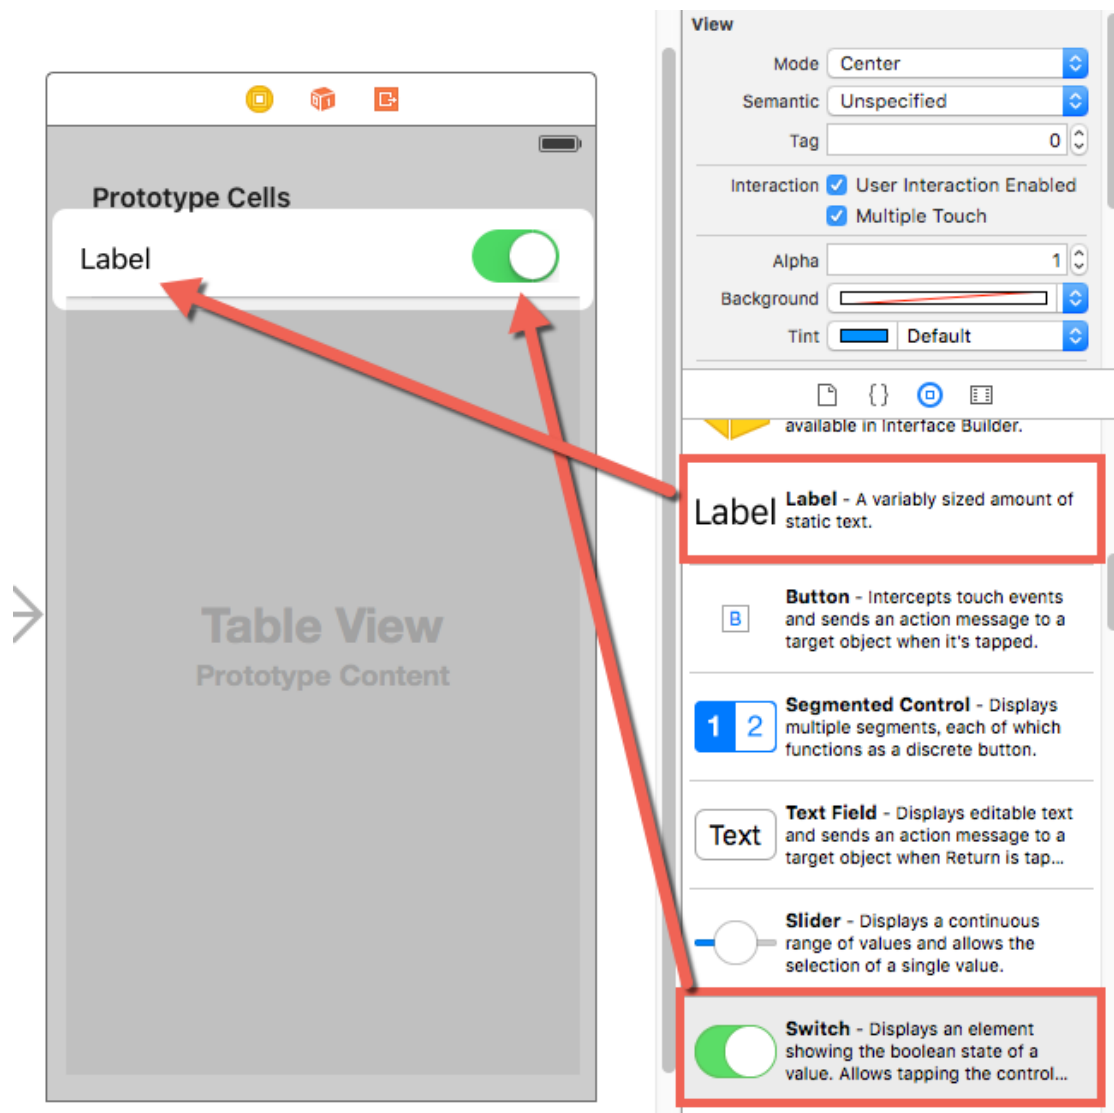 Prototype Cells
Label
Table View
Prototype Content
View
Mode Center
Semantic Unspecified
Tag 0
Interaction User Interaction Enabled
Multiple Touch
Alpha 1
Background
Tint Default
{}
available in Interface Builder.
Label
Label - A variably sized amount of
static text.
B
Button - Intercepts touch events
and sends an action message to a
target object when it's tapped.
1 2
Segmented Control - Displays
multiple segments, each of which
functions as a discrete button.
Text
Text Field - Displays editable text
and sends an action message to a
target object when Return is tap...
Slider - Displays a continuous
range of values and allows the
selection of a single value.
Switch - Displays an element
showing the boolean state of a
value. Allows tapping the control...